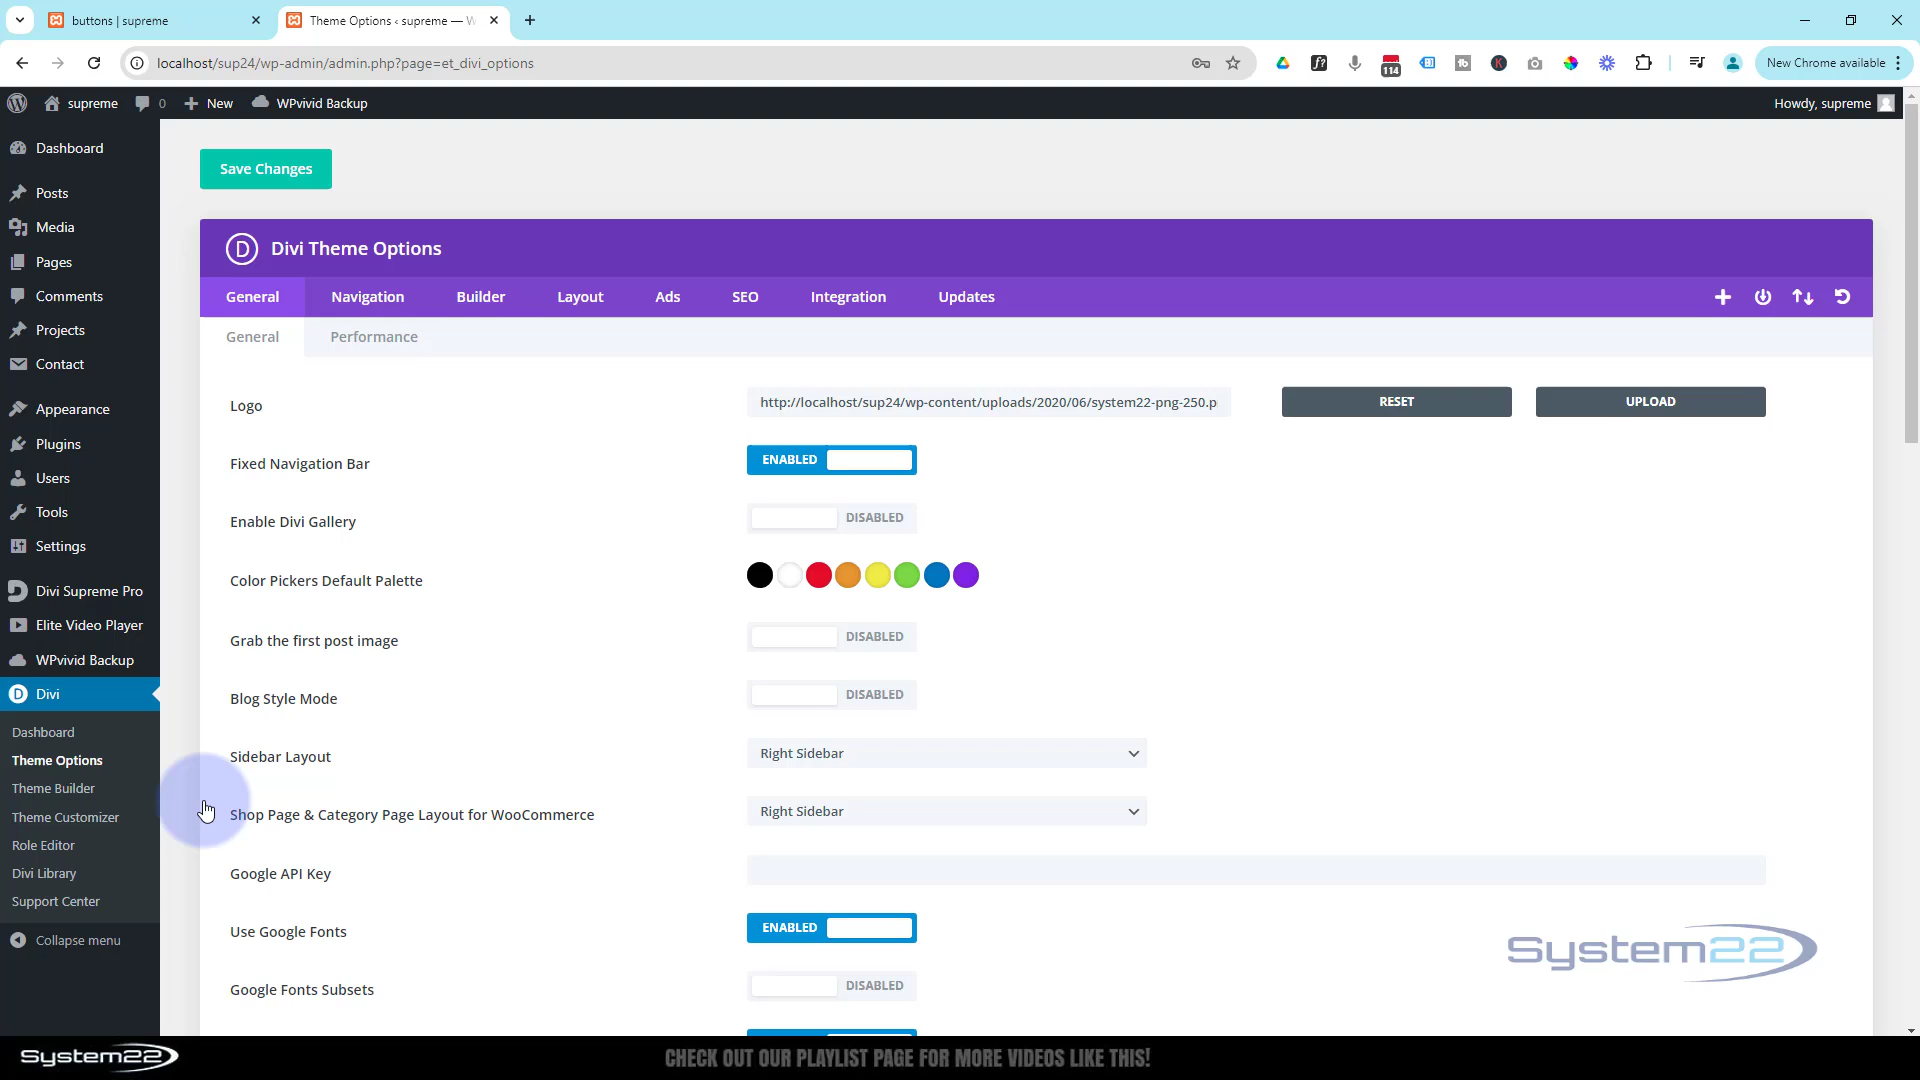 buttons | supreme
Theme Options ‹ supreme — W
localhost/sup24/wp-admin/admin.php?page=et_divi_options
114
New Chrome available
supreme
0
New
WPvivid Backup
Howdy, supreme
Dashboard
Posts
Media
Pages
Comments
Projects
Contact
Appearance
Plugins
Users
Tools
Settings
Divi Supreme Pro
Elite Video Player
WPvivid Backup
Divi
Dashboard
Theme Options
Theme Builder
Theme Customizer
Role Editor
Divi Library
Support Center
Collapse menu
Save Changes
D Divi Theme Options
General Navigation Builder Layout Ads SEO Integration Updates
General Performance
Logo http://localhost/sup24/wp-content/uploads/2020/06/system22-png-250.p RESET UPLOAD
Fixed Navigation Bar ENABLED
Enable Divi Gallery DISABLED
Color Pickers Default Palette
Grab the first post image DISABLED
Blog Style Mode DISABLED
Sidebar Layout Right Sidebar
Shop Page & Category Page Layout for WooCommerce Right Sidebar
Google API Key
Use Google Fonts ENABLED
Google Fonts Subsets DISABLED
System22
System22
CHECK OUT OUR PLAYLIST PAGE FOR MORE VIDEOS LIKE THIS!